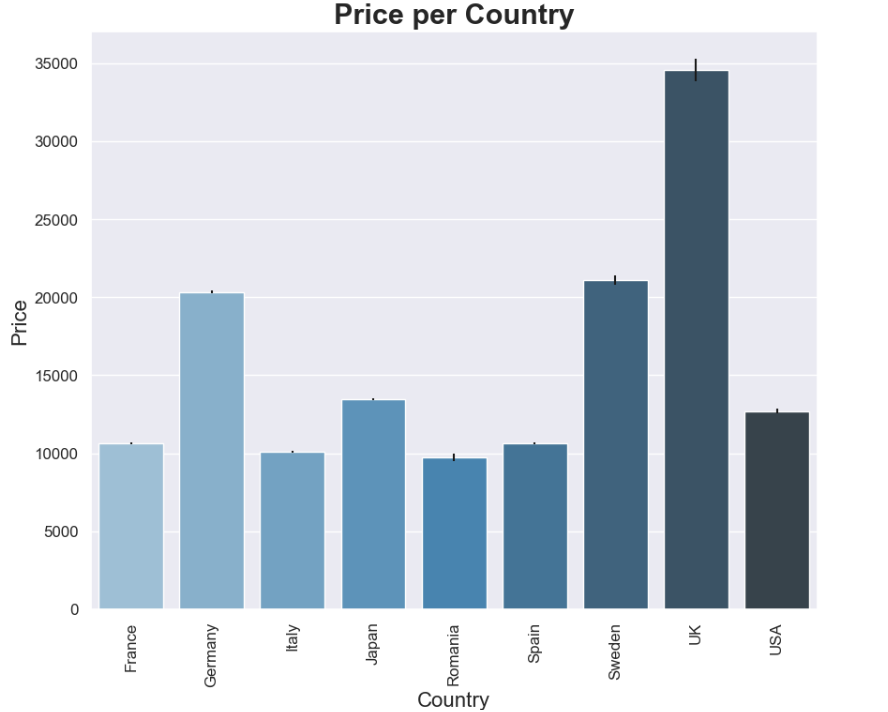 Price per Country
35000
30000
25000
20000
15000
10000
5000
0
Price
France
Germany
Italy
Japan
Romania
Spain
Sweden
UK
USA
Country